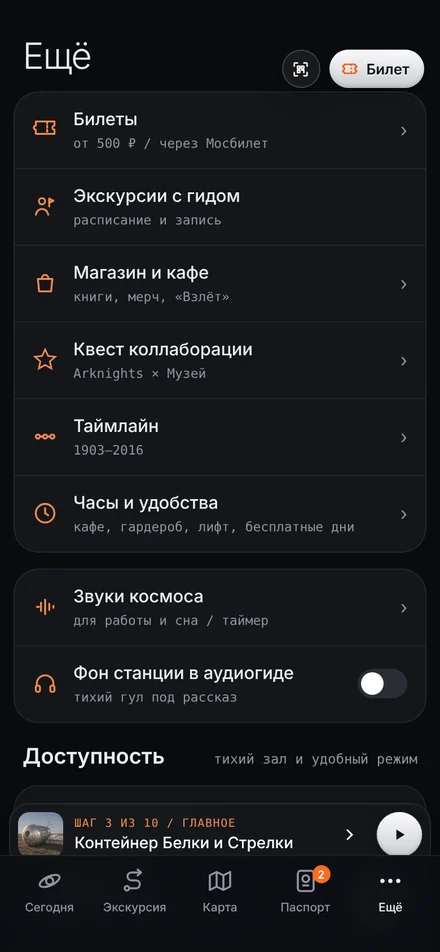 Ещё
Билет
Билеты
от 500 ₽ / через Мосбилет
Экскурсии с гидом
расписание и запись
Магазин и кафе
книги, мерч, «Взлёт»
Квест коллаборации
Arknights × Музей
Таймлайн
1903–2016
Часы и удобства
кафе, гардероб, лифт, бесплатные дни
Звуки космоса
для работы и сна / таймер
Фон станции в аудиогиде
тихий гул под рассказ
Доступность тихий зал и удобный режим
ШАГ 3 ИЗ 10 / ГЛАВНОЕ
Контейнер Белки и Стрелки
2
Сегодня Экскурсия Карта Паспорт Ещё